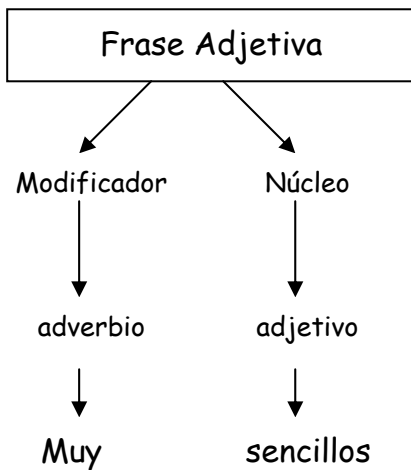 Frase Adjetiva
Modificador Núcleo
adverbio adjetivo
Muy sencillos